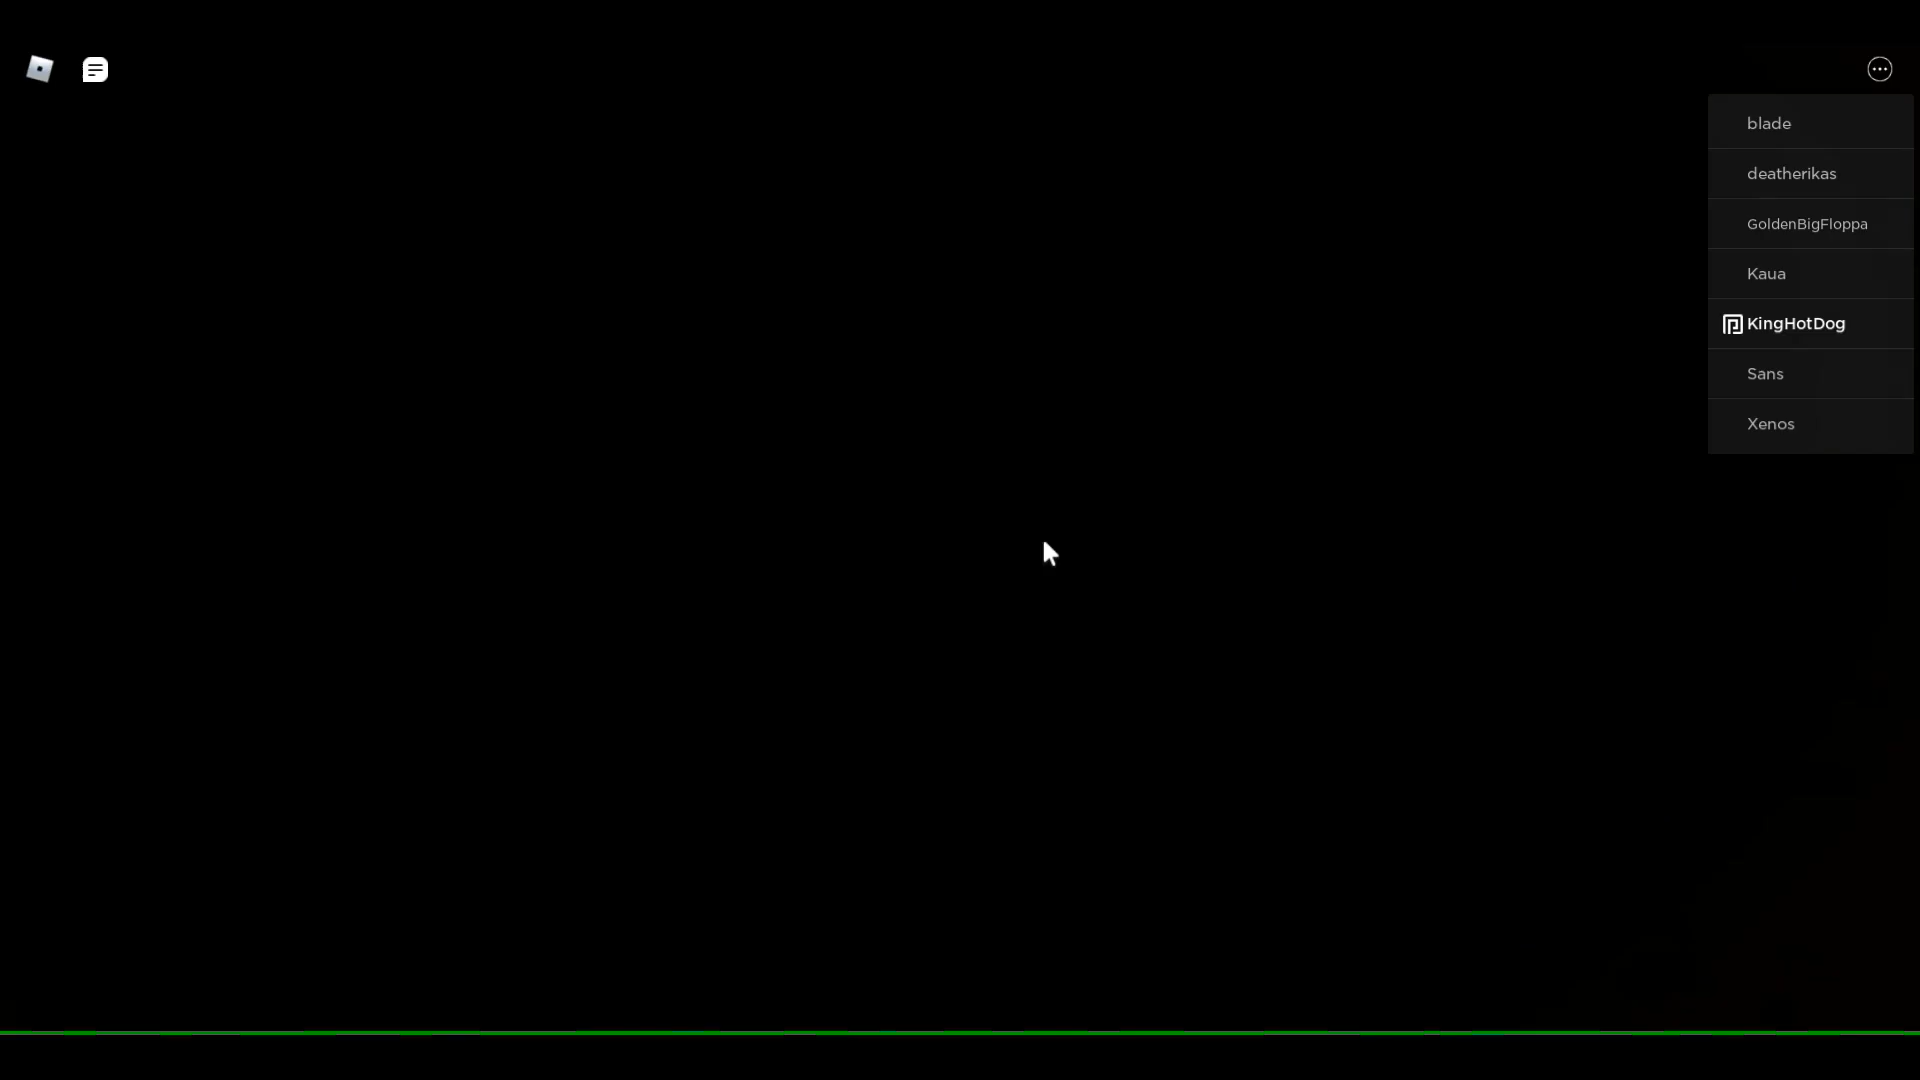 blade
deatherikas
GoldenBigFloppa
Kaua
KingHotDog
Sans
Xenos